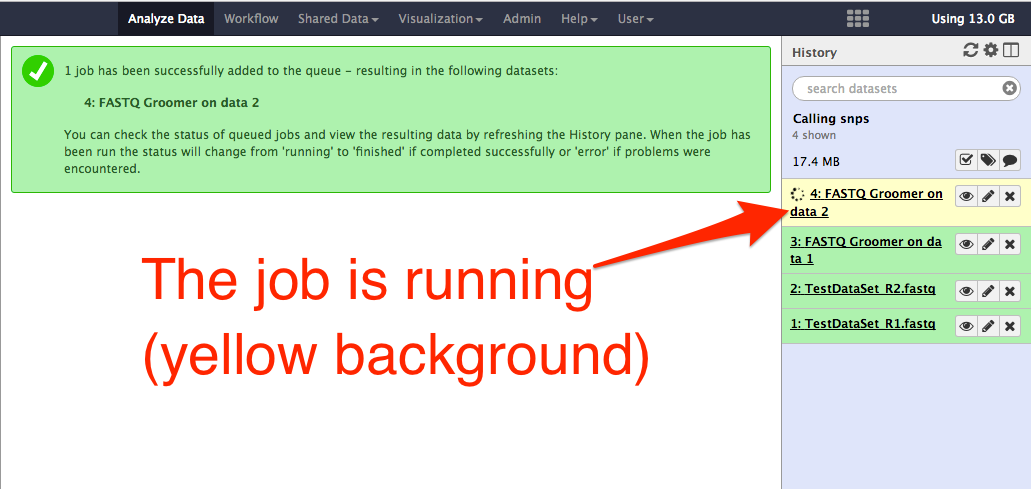 Analyze Data Workflow Shared Data Visualization Admin Help User Using 13.0 GB
1 job has been successfully added to the queue – resulting in the following datasets:
4: FASTQ Groomer on data 2
You can check the status of queued jobs and view the resulting data by refreshing the History pane. When the job has
been run the status will change from 'running' to 'finished' if completed successfully or 'error' if problems were
encountered.
The job is running
(yellow background)
History
search datasets
Calling snps
4 shown
17.4 MB
4: FASTQ Groomer on
data 2
3: FASTQ Groomer on da
ta 1
2: TestDataSet_R2.fastq
1: TestDataSet_R1.fastq